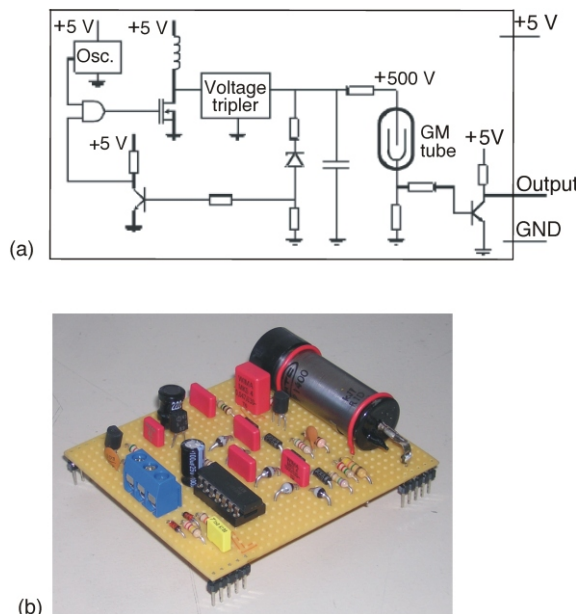 +5 V
+5 V
+5 V
Osc.
Voltage
tripler
+500 V
+5 V
GM
tube
+5V
Output
GND
(a)
(b)